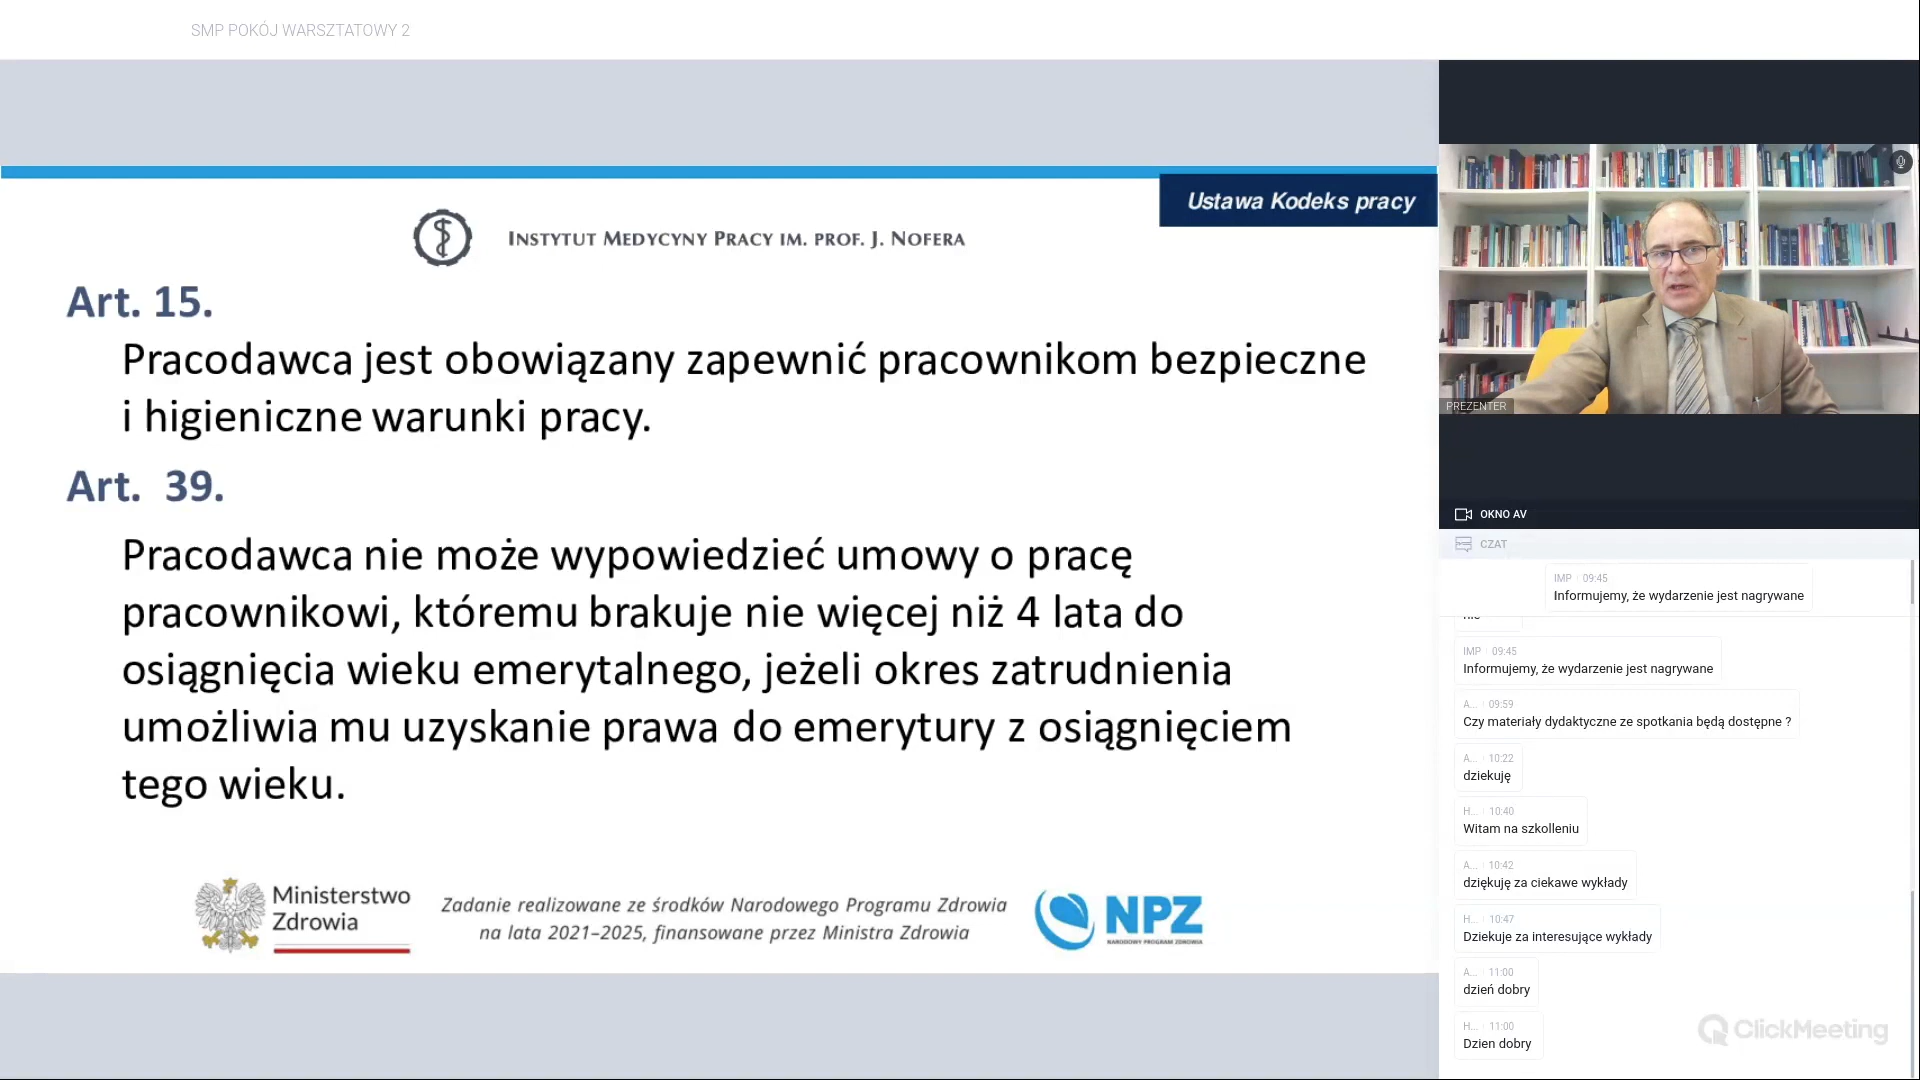 SMP POKÓJ WARSZTATOWY 2
Ustawa Kodeks pracy
INSTYTUT MEDYCYNY PRACY IM. PROF. J. NOFERA
Art. 15.
Pracodawca jest obowiązany zapewnić pracownikom bezpieczne
i higieniczne warunki pracy.
Art. 39.
Pracodawca nie może wypowiedzieć umowy o pracę
pracownikowi, któremu brakuje nie więcej niż 4 lata do
osiągnięcia wieku emerytalnego, jeżeli okres zatrudnienia
umożliwia mu uzyskanie prawa do emerytury z osiągnięciem
tego wieku.
Ministerstwo
Zdrowia
Zadanie realizowane ze środków Narodowego Programu Zdrowia
na lata 2021–2025, finansowane przez Ministra Zdrowia
NPZ
NARODOWY PROGRAM ZDROWIA
PREZENTER
OKNO AV
CZAT
IMP 09:45
Informujemy, że wydarzenie jest nagrywane
IMP 09:45
Informujemy, że wydarzenie jest nagrywane
A... 09:59
Czy materiały dydaktyczne ze spotkania będą dostępne ?
A... 10:22
dziekuję
H... 10:40
Witam na szkolleniu
A... 10:42
dziękuję za ciekawe wykłady
H... 10:47
Dziekuje za interesujące wykłady
A... 11:00
dzień dobry
H... 11:00
Dzien dobry
ClickMeeting